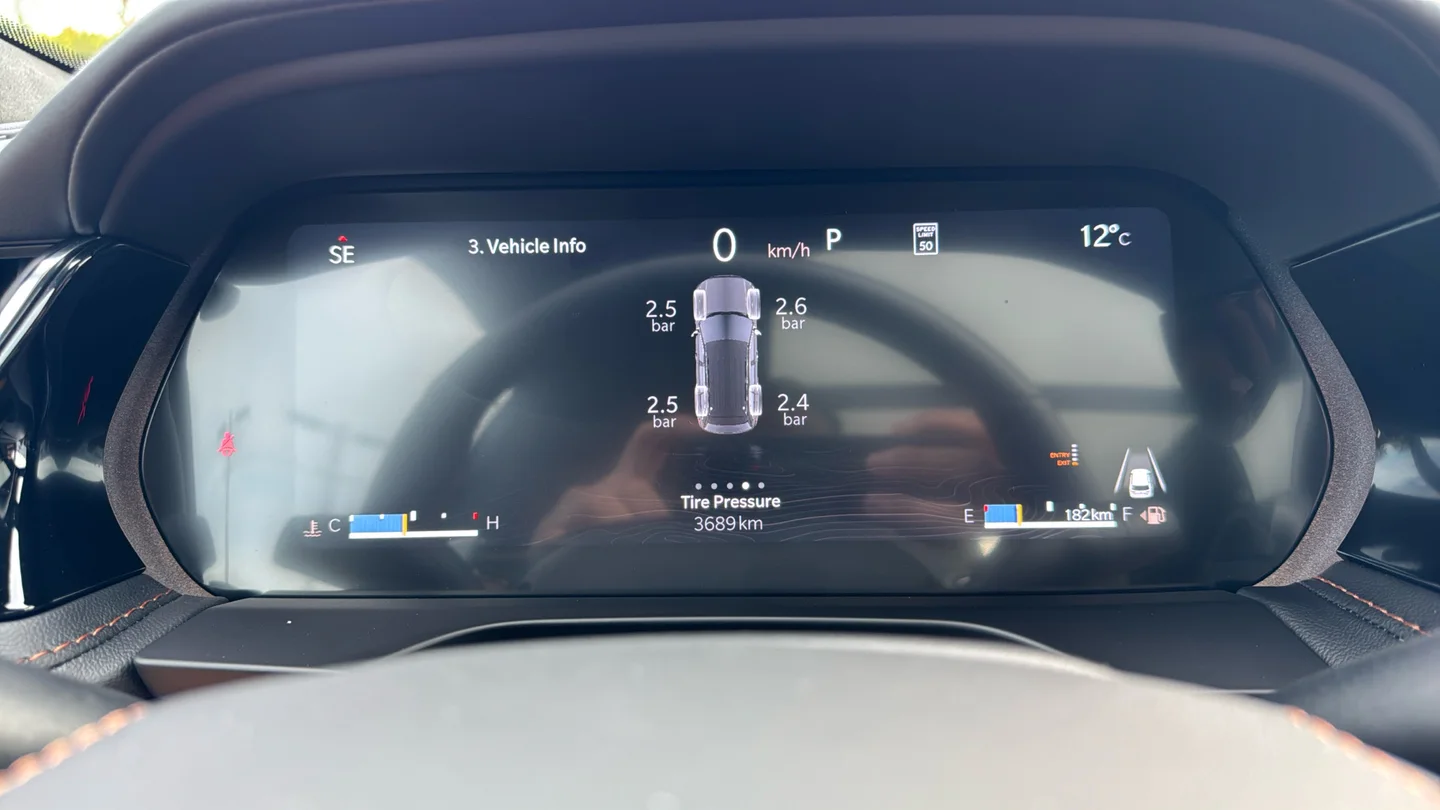 SE
3. Vehicle Info
0 km/h
P
SPEED
LIMIT
50
12°C
2.5
bar
2.6
bar
2.5
bar
2.4
bar
ENTRY
EXIT
Tire Pressure
3689 km
C
H
E
182km
F